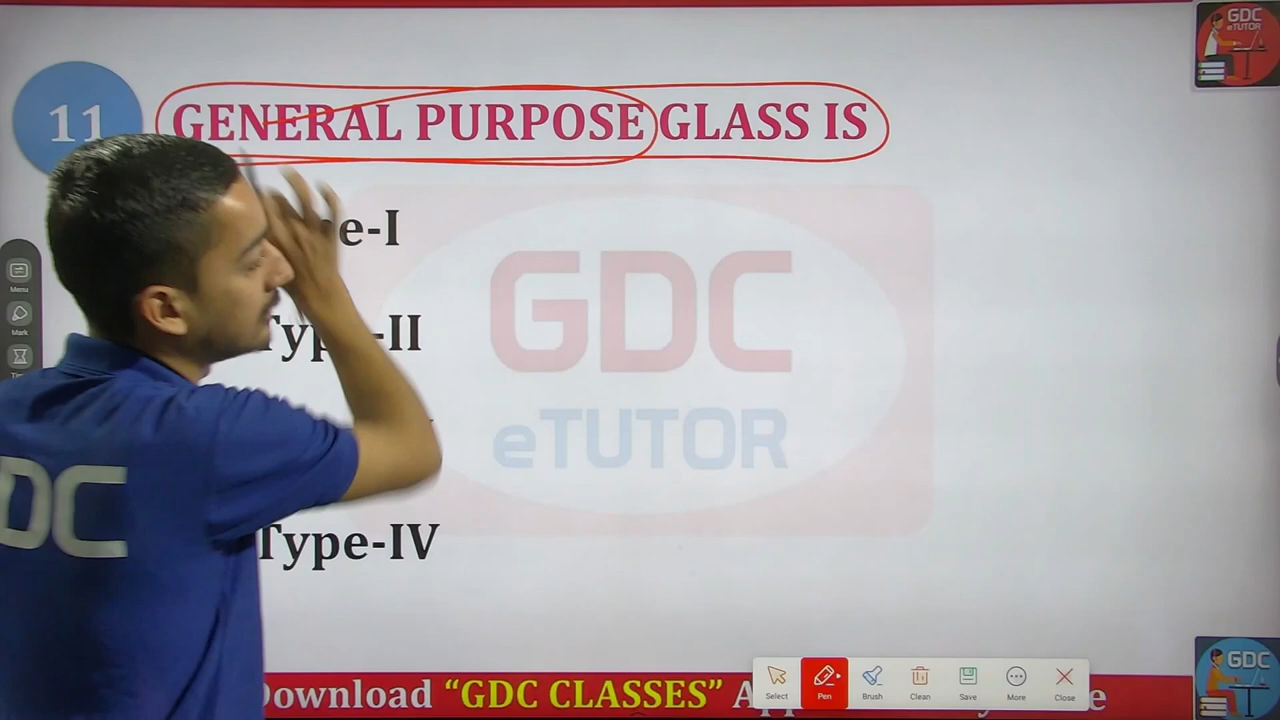 11 GENERAL PURPOSE GLASS IS
GDC
eTUTOR
e-I
Type-II
Type-IV
GDC
eTUTOR
DC
Menu
Mark
Select
Pen
Brush
Clean
Save
More
Close
Download “GDC CLASSES”
GDC